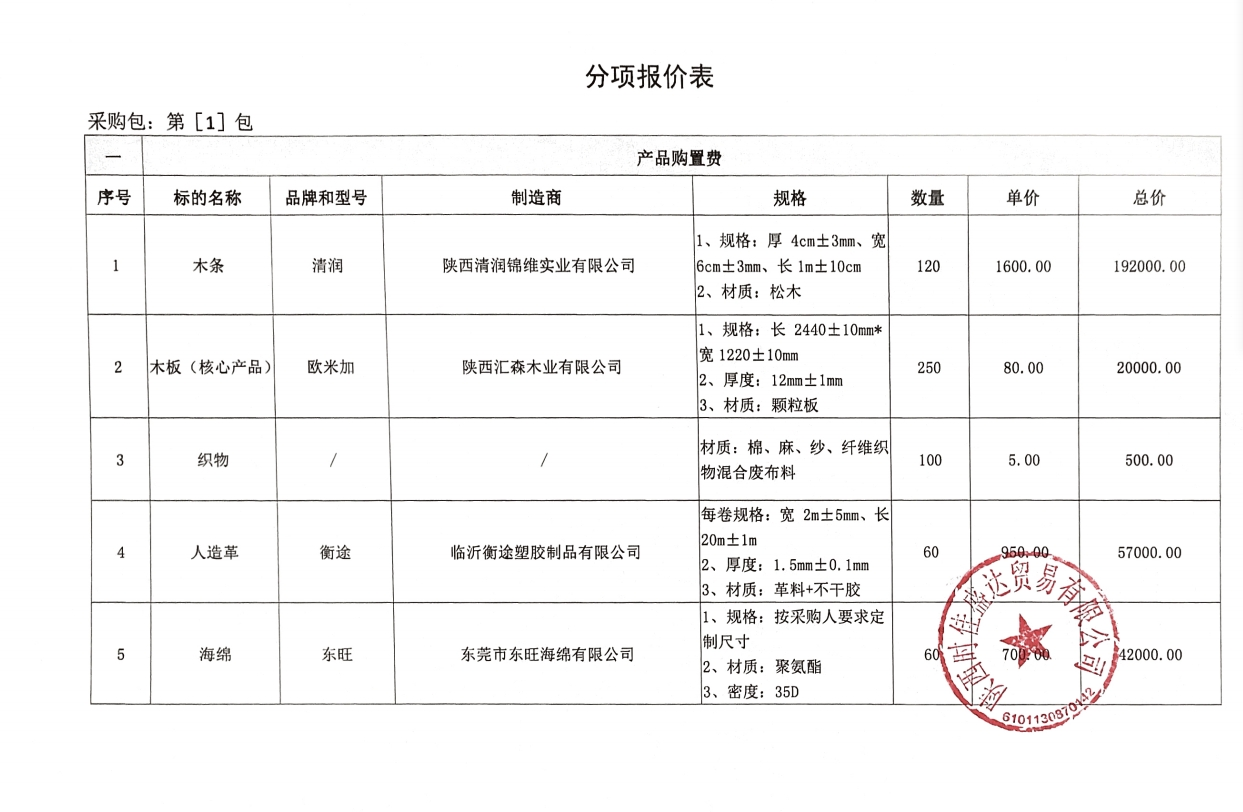 分项报价表
采购包：第［1］包
一 产品购置费
序号 标的名称 品牌和型号 制造商 规格 数量 单价 总价
1 木条 清润 陕西清润锦维实业有限公司 1、规格：厚 4cm±3mm、宽
6cm±3mm、长 1m±10cm
2、材质：松木 120 1600.00 192000.00
2 木板（核心产品） 欧米加 陕西汇森木业有限公司 1、规格：长 2440±10mm*
宽 1220±10mm
2、厚度：12mm±1mm
3、材质：颗粒板 250 80.00 20000.00
3 织物 / / 材质：棉、麻、纱、纤维织
物混合废布料 100 5.00 500.00
4 人造革 衡途 临沂衡途塑胶制品有限公司 每卷规格：宽 2m±5mm、长
20m±1m
2、厚度：1.5mm±0.1mm
3、材质：革料+不干胶 60 950.00 57000.00
5 海绵 东旺 东莞市东旺海绵有限公司 1、规格：按采购人要求定
制尺寸
2、材质：聚氨酯
3、密度：35D 60 700.00 42000.00
陕西时佳盛达贸易有限公司
6101130870142